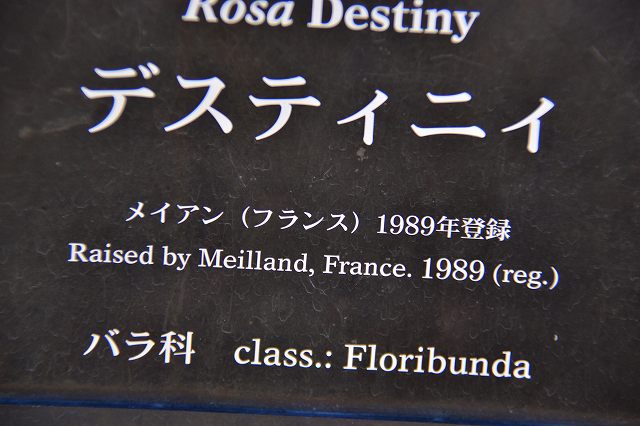 Rosa Destiny
デスティニィ
メイアン（フランス）1989年登録
Raised by Meilland, France. 1989 (reg.)
バラ科 class.: Floribunda